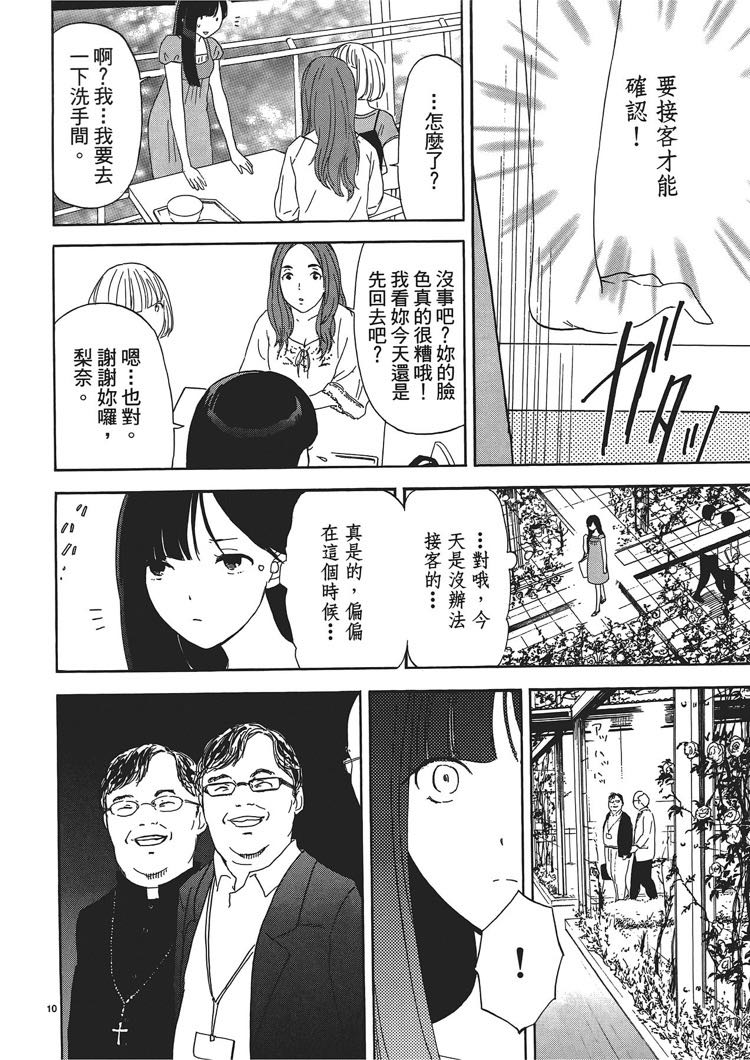 要接客才能
確認！
ガタッ
…怎麼了？
啊？我…我要去
一下洗手間。
沒事吧？妳的臉
色真的很糟哦！
我看妳今天還是
先回去吧？
嗯…也對。
謝謝妳囉，
梨奈。
…對哦，今
天是沒辦法
接客的…
真是的，偏偏
在這個時候…
アハハ
！
10